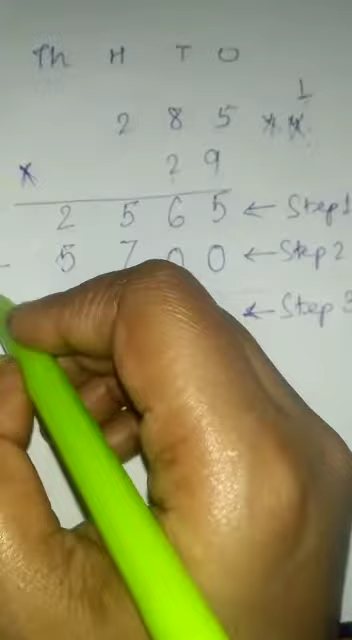 Th H T O
1
2 8 5
× 2 9
2 5 6 5 ← Step 1
5 7 0 0 ← Step 2
← Step 3